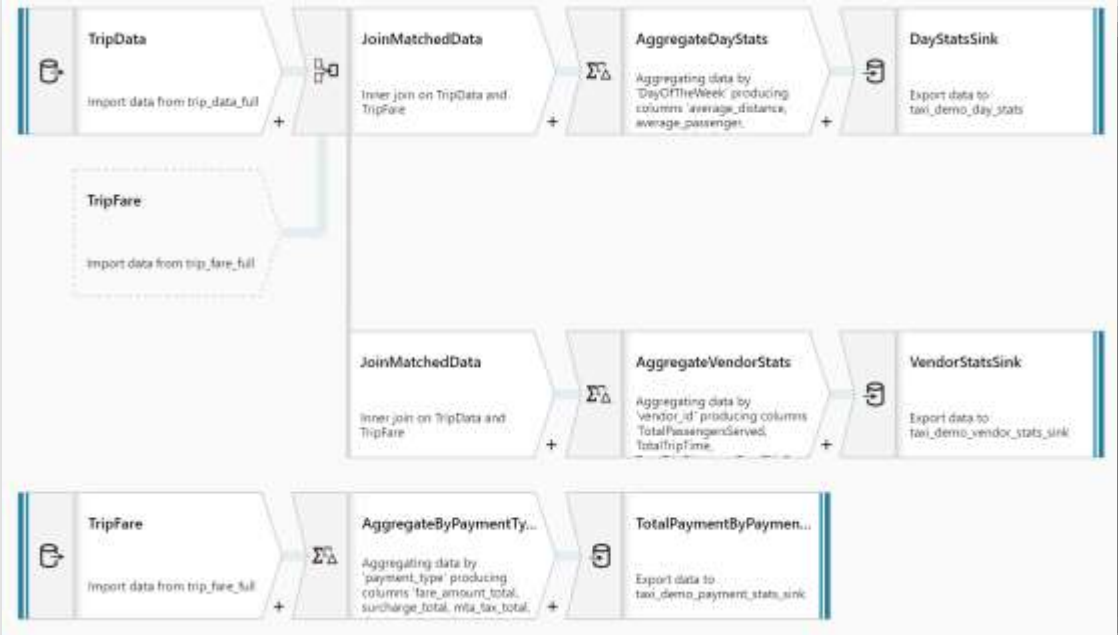 TripData
Import data from trip_data_full
+
JoinMatchedData
Inner join on TripData and
TripFare
+
AggregateDayStats
Aggregating data by
'DayOfTheWeek' producing
columns 'average_distance,
average_passenger,
+
DayStatsSink
Export data to
taxi_demo_day_stats
TripFare
Import data from trip_fare_full
JoinMatchedData
Inner join on TripData and
TripFare
+
AggregateVendorStats
Aggregating data by
'vendor_id' producing columns
'TotalPassengersServed,
TotalTripTime,
+
VendorStatsSink
Export data to
taxi_demo_vendor_stats_sink
TripFare
Import data from trip_fare_full
+
AggregateByPaymentTy...
Aggregating data by
'payment_type' producing
columns 'fare_amount_total,
surcharge_total, mta_tax_total,
+
TotalPaymentByPaymen...
Export data to
taxi_demo_payment_stats_sink